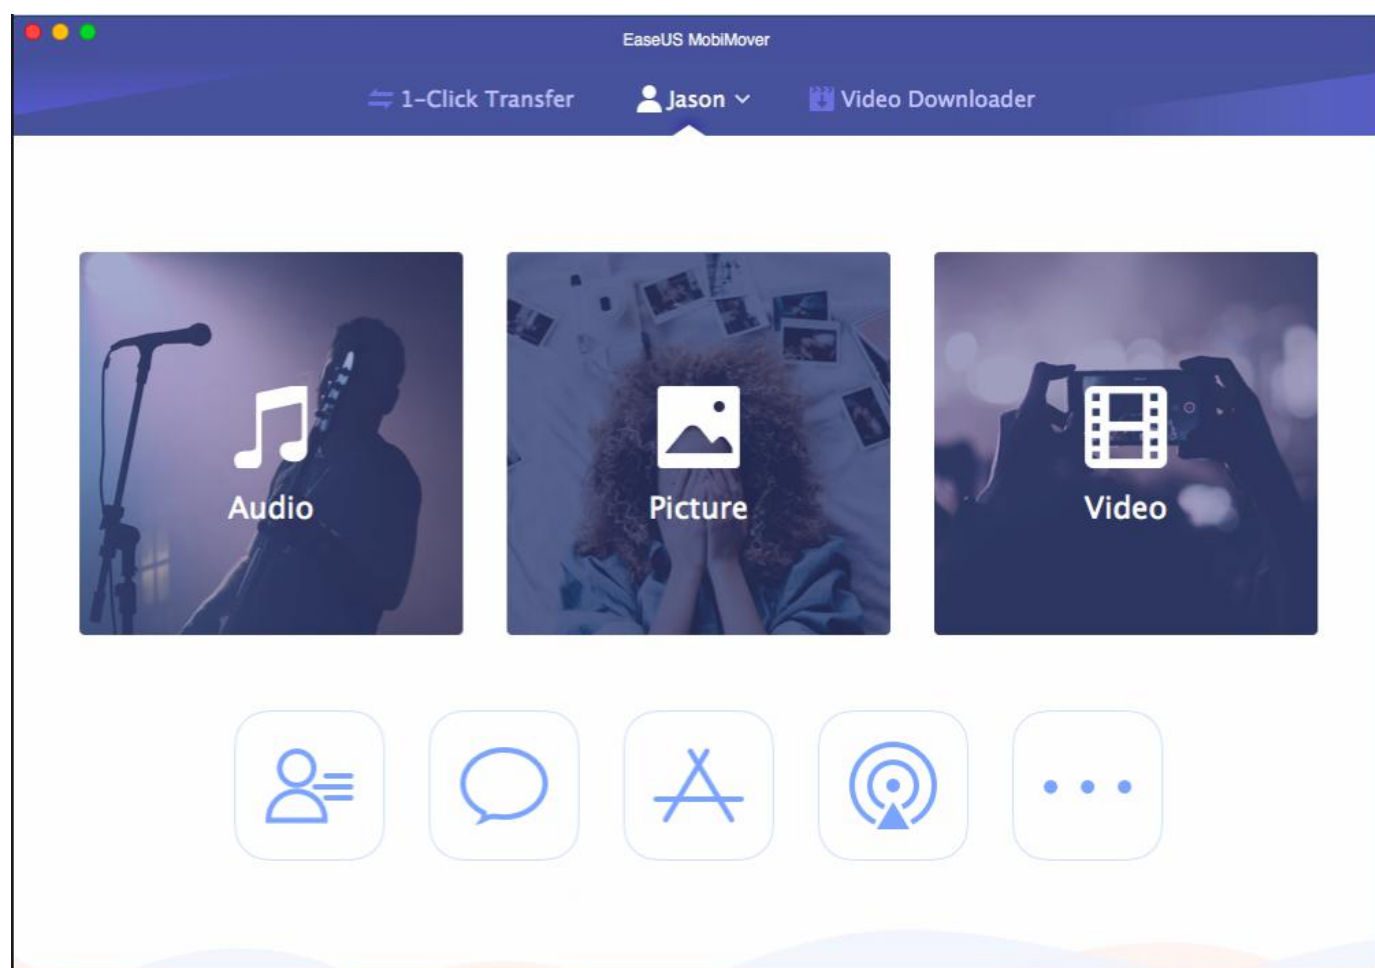 EaseUS MobiMover
1-Click Transfer
Jason
Video Downloader
Audio
Picture
Video